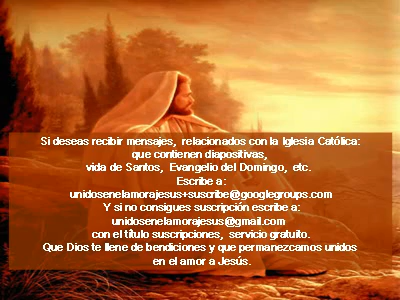 Si deseas recibir mensajes, relacionados con la Iglesia Católica:
que contienen diapositivas,
vida de Santos, Evangelio del Domingo, etc.
Escribe a:
unidosenelamorajesus+suscribe@googlegroups.com
Y si no consigues suscripción escribe a:
unidosenelamorajesus@gmail.com
con el título suscripciones, servicio gratuito.
Que Dios te llene de bendiciones y que permanezcamos unidos
en el amor a Jesús.